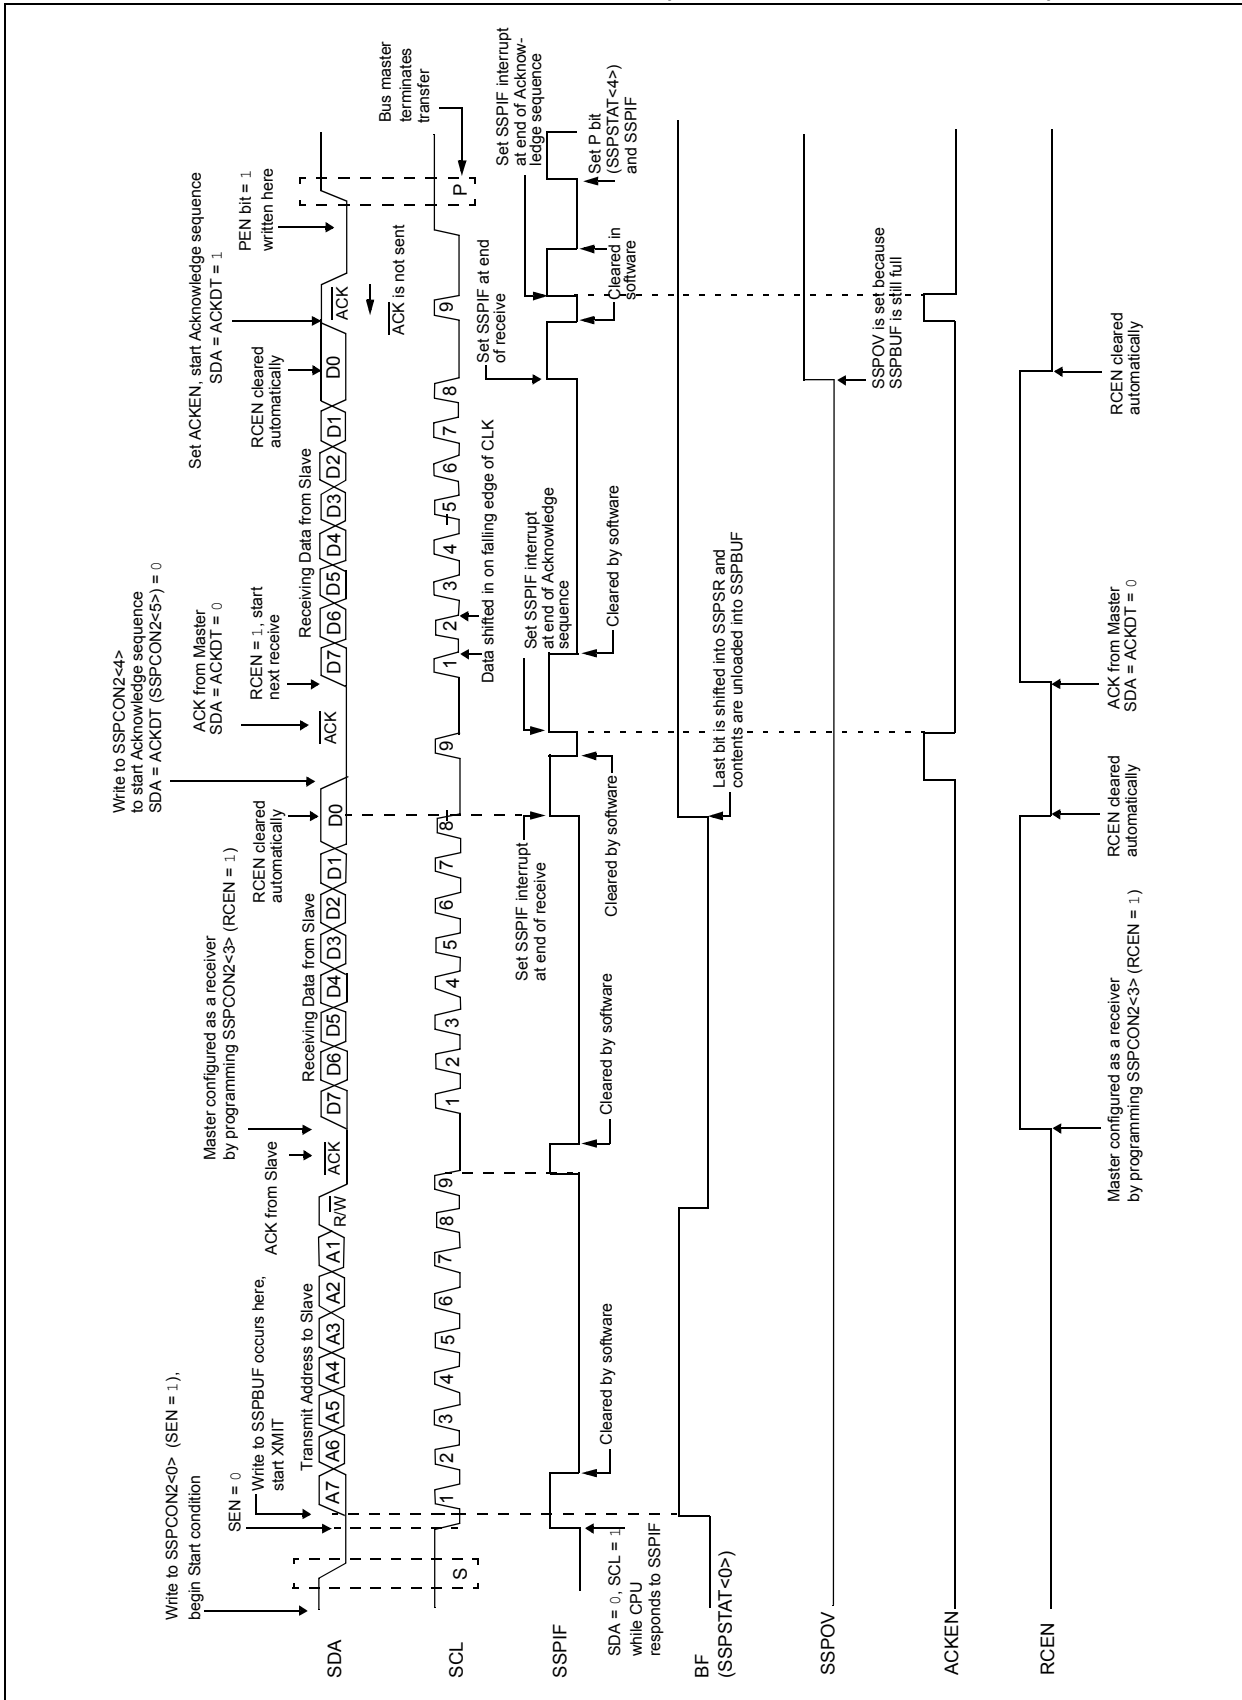 Write to SSPCON2<0> (SEN = 1),
begin Start condition
SEN = 0
Write to SSPBUF occurs here,
start XMIT
ACK from Slave
Master configured as a receiver
by programming SSPCON2<3> (RCEN = 1)
RCEN cleared
automatically
Write to SSPCON2<4>
to start Acknowledge sequence
SDA = ACKDT (SSPCON2<5>) = 0
ACK from Master
SDA = ACKDT = 0
RCEN = 1, start
next receive
RCEN cleared
automatically
Set ACKEN, start Acknowledge sequence
SDA = ACKDT = 1
PEN bit = 1
written here
Transmit Address to Slave
Receiving Data from Slave
Receiving Data from Slave
SDA
A7 A6 A5 A4 A3 A2 A1 R/W ACK D7 D6 D5 D4 D3 D2 D1 D0 ACK D7 D6 D5 D4 D3 D2 D1 D0 ACK
ACK is not sent
Bus master
terminates
transfer
SCL
S 1 2 3 4 5 6 7 8 9 1 2 3 4 5 6 7 8 9 1 2 3 4 5 6 7 8 9 P
Data shifted in on falling edge of CLK
Set SSPIF interrupt
at end of receive
Set SSPIF interrupt
at end of Acknowledge
sequence
Set SSPIF at end
of receive
Set SSPIF interrupt
at end of Acknow-
ledge sequence
SSPIF
SDA = 0, SCL = 1
while CPU
responds to SSPIF
Cleared by software
Cleared by software
Cleared by software
Cleared by software
Cleared in
software
Set P bit
(SSPSTAT<4>)
and SSPIF
BF
(SSPSTAT<0>)
Last bit is shifted into SSPSR and
contents are unloaded into SSPBUF
SSPOV
SSPOV is set because
SSPBUF is still full
ACKEN
RCEN
Master configured as a receiver
by programming SSPCON2<3> (RCEN = 1)
RCEN cleared
automatically
ACK from Master
SDA = ACKDT = 0
RCEN cleared
automatically